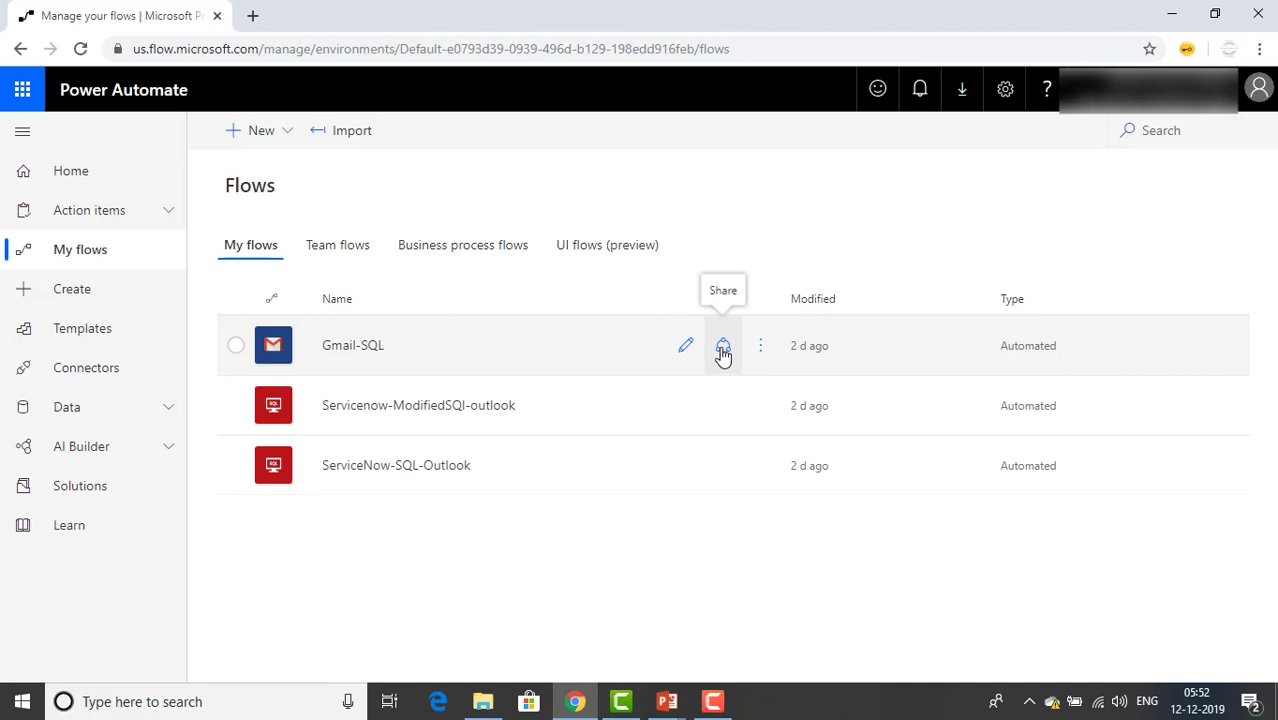 Manage your flows | Microsoft Po
us.flow.microsoft.com/manage/environments/Default-e0793d39-0939-496d-b129-198edd916feb/flows
Power Automate
?
New
Import
Search
Home
Action items
My flows
Create
Templates
Connectors
Data
AI Builder
Solutions
Learn
Flows
My flows Team flows Business process flows UI flows (preview)
Share
Name Modified Type
Gmail-SQL 2 d ago Automated
SQL Servicenow-ModifiedSQl-outlook 2 d ago Automated
SQL ServiceNow-SQL-Outlook 2 d ago Automated
Type here to search
ENG
05:52
12-12-2019
2